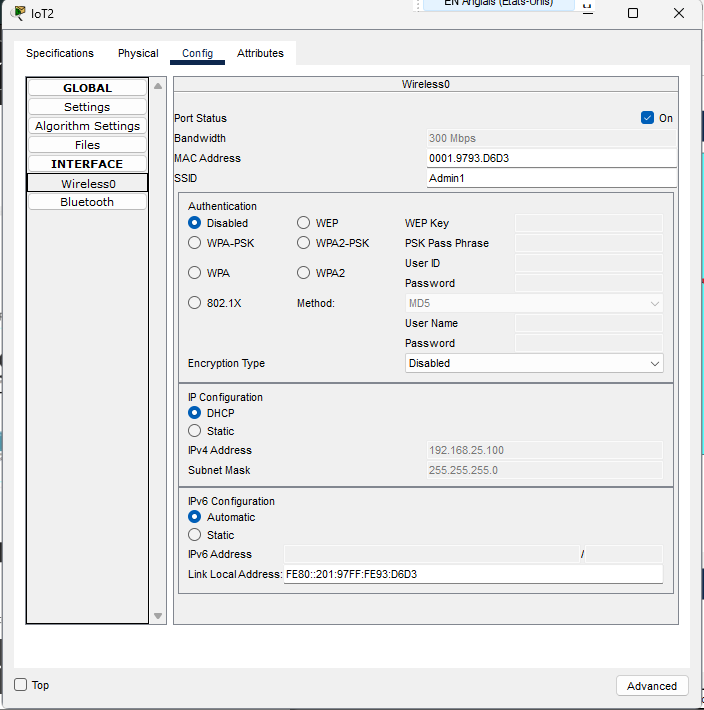 IoT2
EN Anglais (États-Unis)
Specifications Physical Config Attributes
GLOBAL
Settings
Algorithm Settings
Files
INTERFACE
Wireless0
Bluetooth
Wireless0
Port Status On
Bandwidth 300 Mbps
MAC Address 0001.9793.D6D3
SSID Admin1
Authentication
Disabled WEP WEP Key
WPA-PSK WPA2-PSK PSK Pass Phrase
User ID
WPA WPA2
Password
802.1X Method: MD5
User Name
Password
Encryption Type Disabled
IP Configuration
DHCP
Static
IPv4 Address 192.168.25.100
Subnet Mask 255.255.255.0
IPv6 Configuration
Automatic
Static
IPv6 Address /
Link Local Address: FE80::201:97FF:FE93:D6D3
Top Advanced